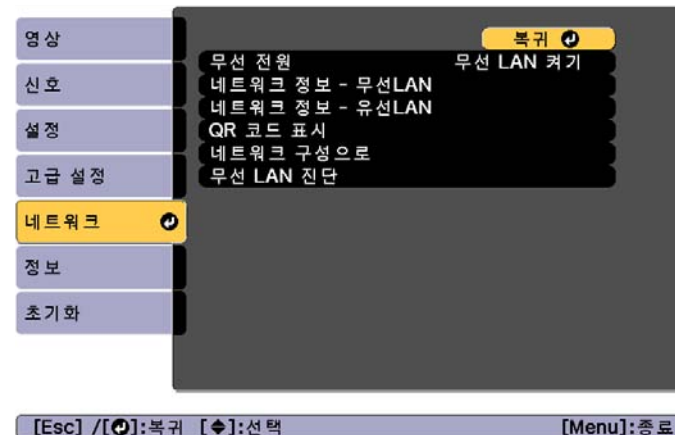 영상
신호
설정
고급 설정
네트워크
정보
초기화
복귀
무선 전원 무선 LAN 켜기
네트워크 정보 - 무선LAN
네트워크 정보 - 유선LAN
QR 코드 표시
네트워크 구성으로
무선 LAN 진단
[Esc] /[⏎]:복귀 [◆]:선택 [Menu]:종료